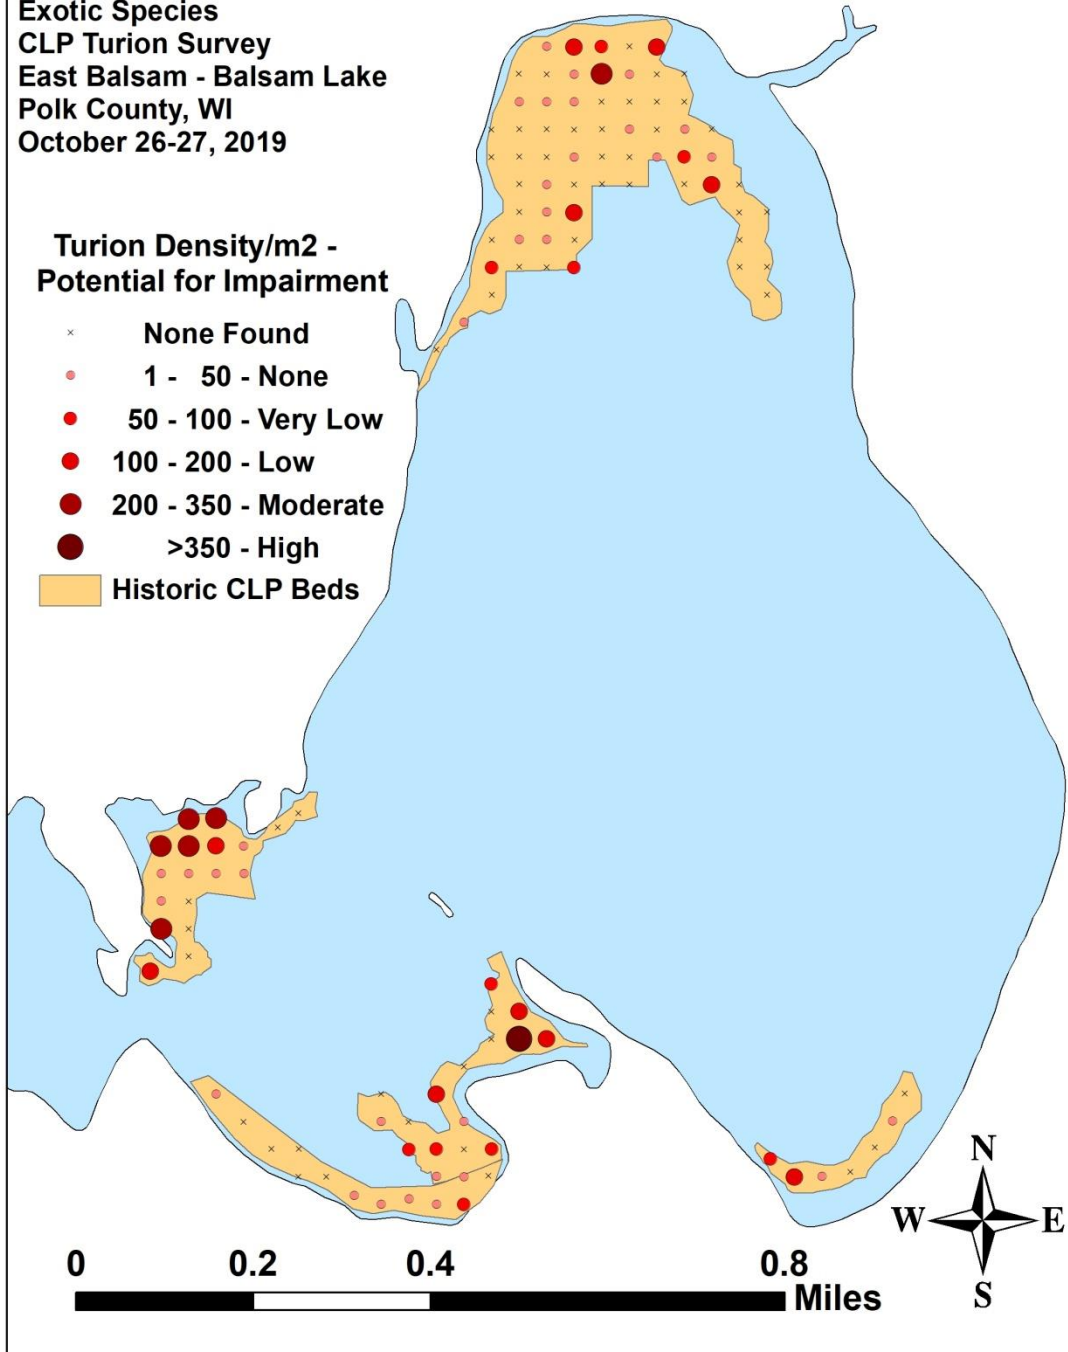 Exotic Species
CLP Turion Survey
East Balsam - Balsam Lake
Polk County, WI
October 26-27, 2019
Turion Density/m2 -
Potential for Impairment
None Found
1 - 50 - None
50 - 100 - Very Low
100 - 200 - Low
200 - 350 - Moderate
>350 - High
Historic CLP Beds
N
W E
S
0 0.2 0.4 0.8
Miles